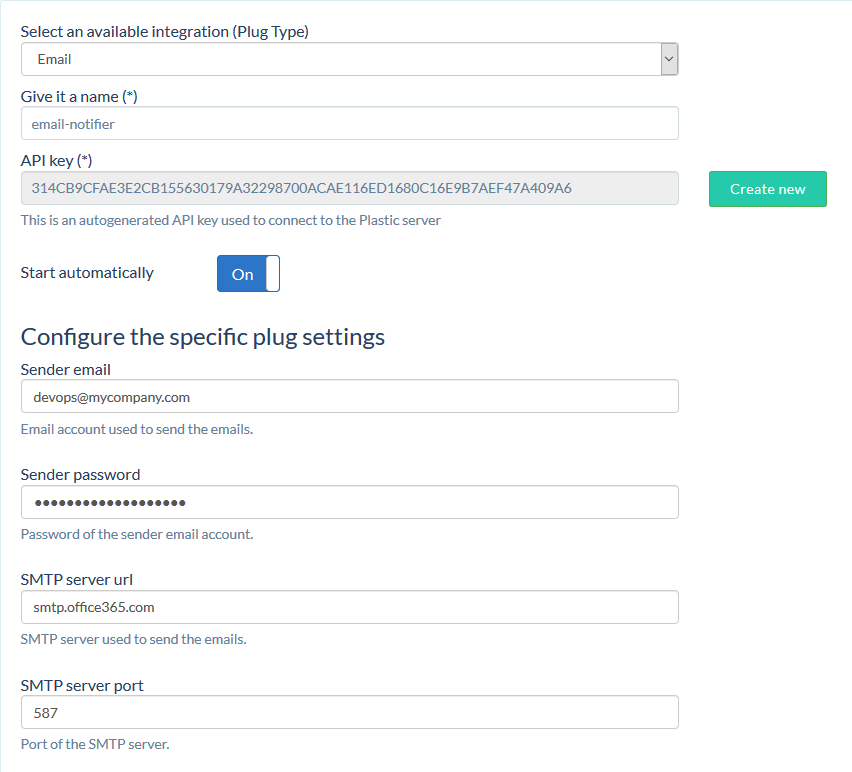 Select an available integration (Plug Type)
Email
Give it a name (*)
email-notifier
API key (*)
314CB9CFAE3E2CB155630179A32298700ACAE116ED1680C16E9B7AEF47A409A6
Create new
This is an autogenerated API key used to connect to the Plastic server
Start automatically
On
Configure the specific plug settings
Sender email
devops@mycompany.com
Email account used to send the emails.
Sender password
•••••••••••••••••••
Password of the sender email account.
SMTP server url
smtp.office365.com
SMTP server used to send the emails.
SMTP server port
587
Port of the SMTP server.